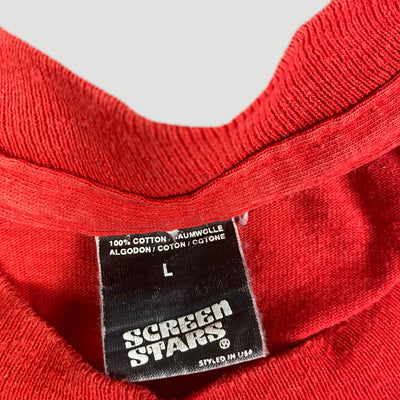 100% COTTON BAUMWOLLE
ALGODON / COTON / COTONE
L
SCREEN
STARS®
STYLED IN USA